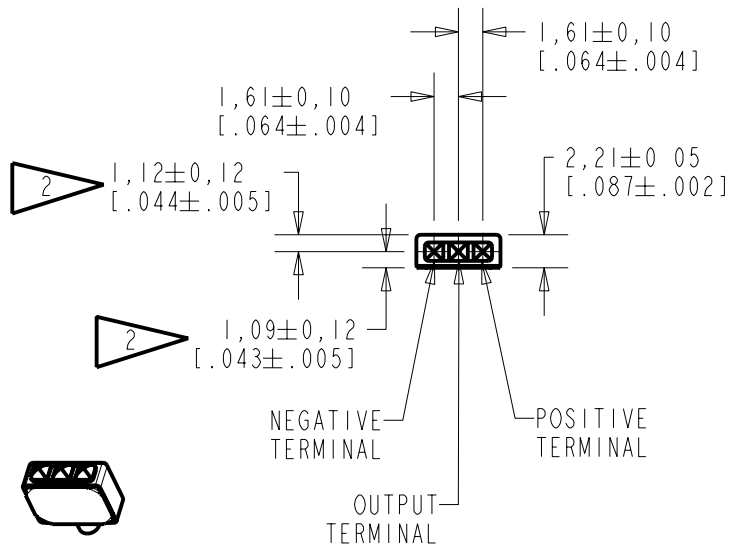 1,61±0,10
[.064±.004]
1,61±0,10
[.064±.004]
2
1,12±0,12
[.044±.005]
2,21±0 05
[.087±.002]
2
1,09±0,12
[.043±.005]
NEGATIVE
TERMINAL
POSITIVE
TERMINAL
OUTPUT
TERMINAL